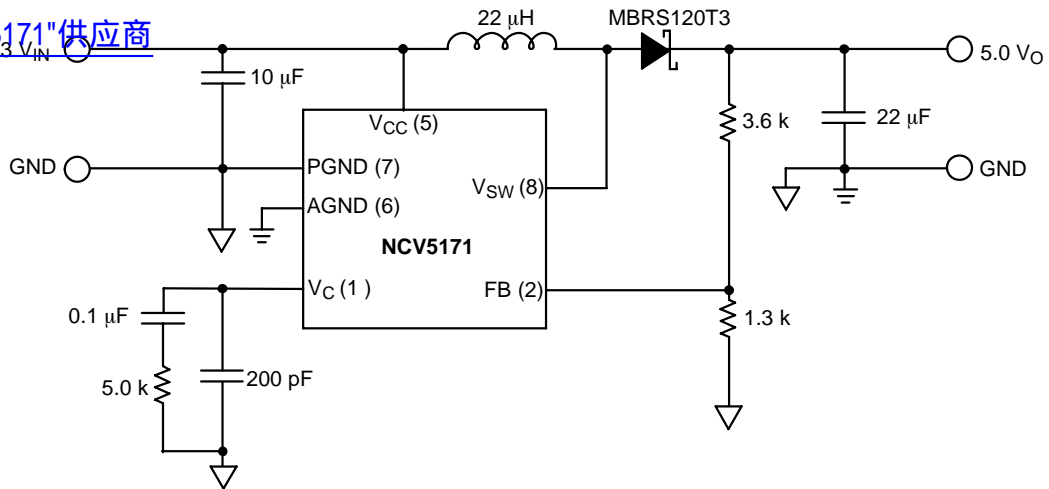 5171"供应商
22 μH
MBRS120T3
3 VIN
5.0 VO
10 μF
VCC (5)
3.6 k
22 μF
GND
PGND (7)
VSW (8)
GND
AGND (6)
NCV5171
VC (1 )
FB (2)
0.1 μF
1.3 k
5.0 k
200 pF